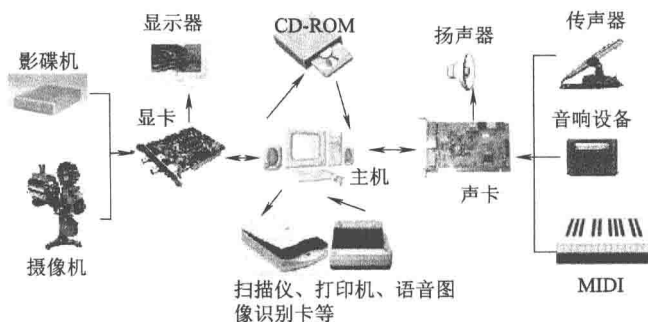 显示器
CD-ROM
扬声器
传声器
影碟机
显卡
音响设备
主机
声卡
摄像机
扫描仪、打印机、语音图
像识别卡等
MIDI